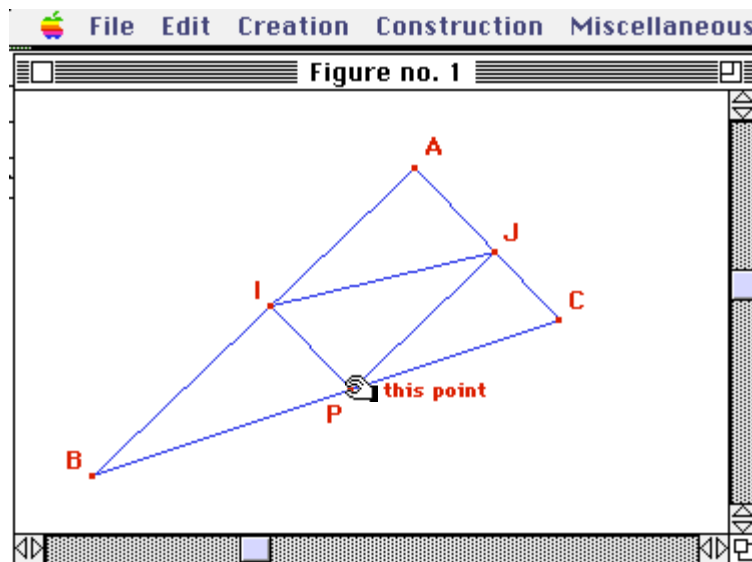 File Edit Creation Construction Miscellaneous
Figure no. 1
A
J
I
C
this point
P
B